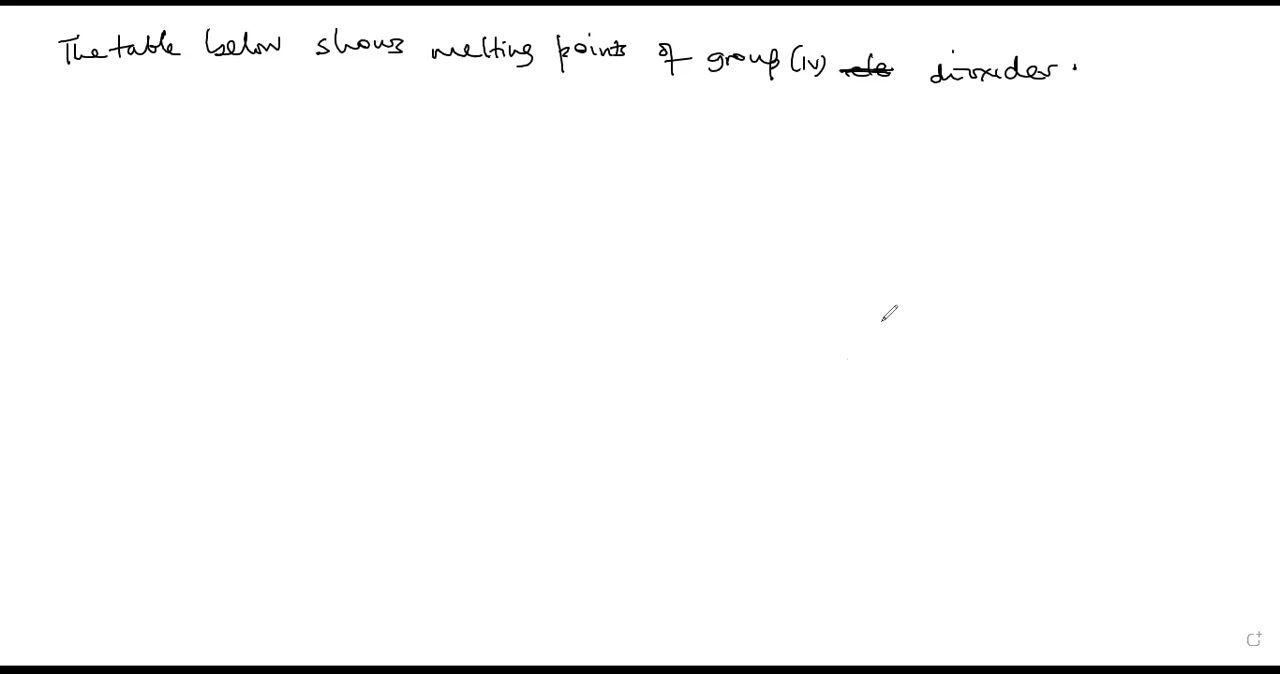 The table below shows melting points of group (IV) dioxides.